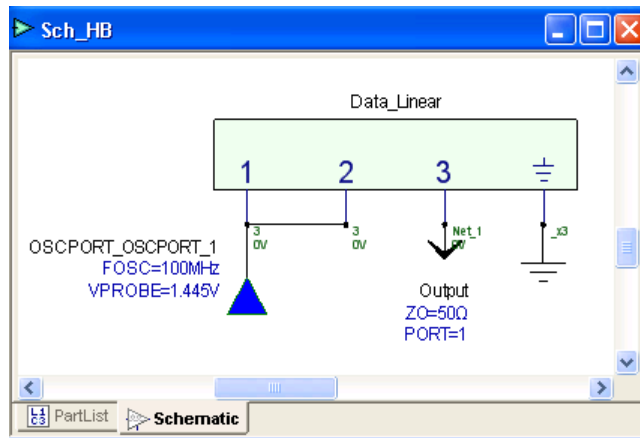 Sch_HB
Data_Linear
1 2 3
3 3 Net_1 _x3
0V 0V 0V
OSCPORT_OSCPORT_1
FOSC=100MHz
VPROBE=1.445V
Output
ZO=50Ω
PORT=1
PartList Schematic